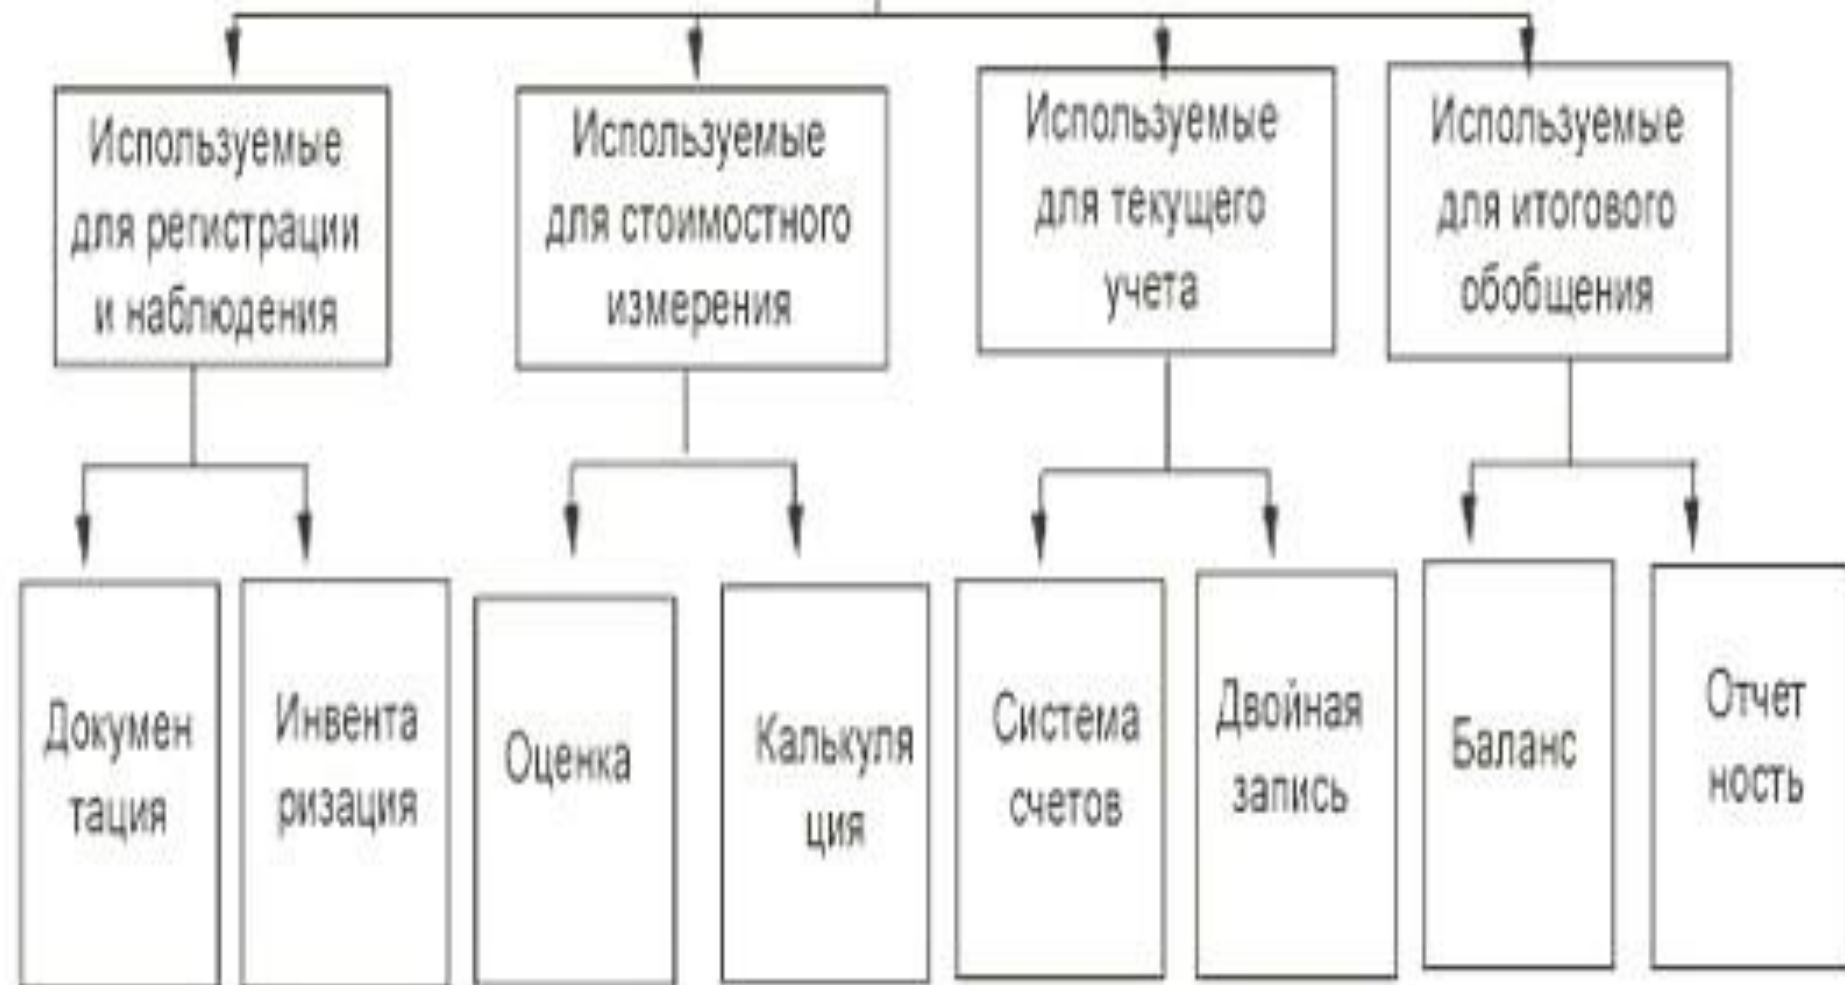 Используемые
для регистрации
и наблюдения
Используемые
для стоимостного
измерения
Используемые
для текущего
учета
Используемые
для итогового
обобщения
Докумен
тация
Инвента
ризация
Оценка
Калькуля
ция
Система
счетов
Двойная
запись
Баланс
Отчет
ность